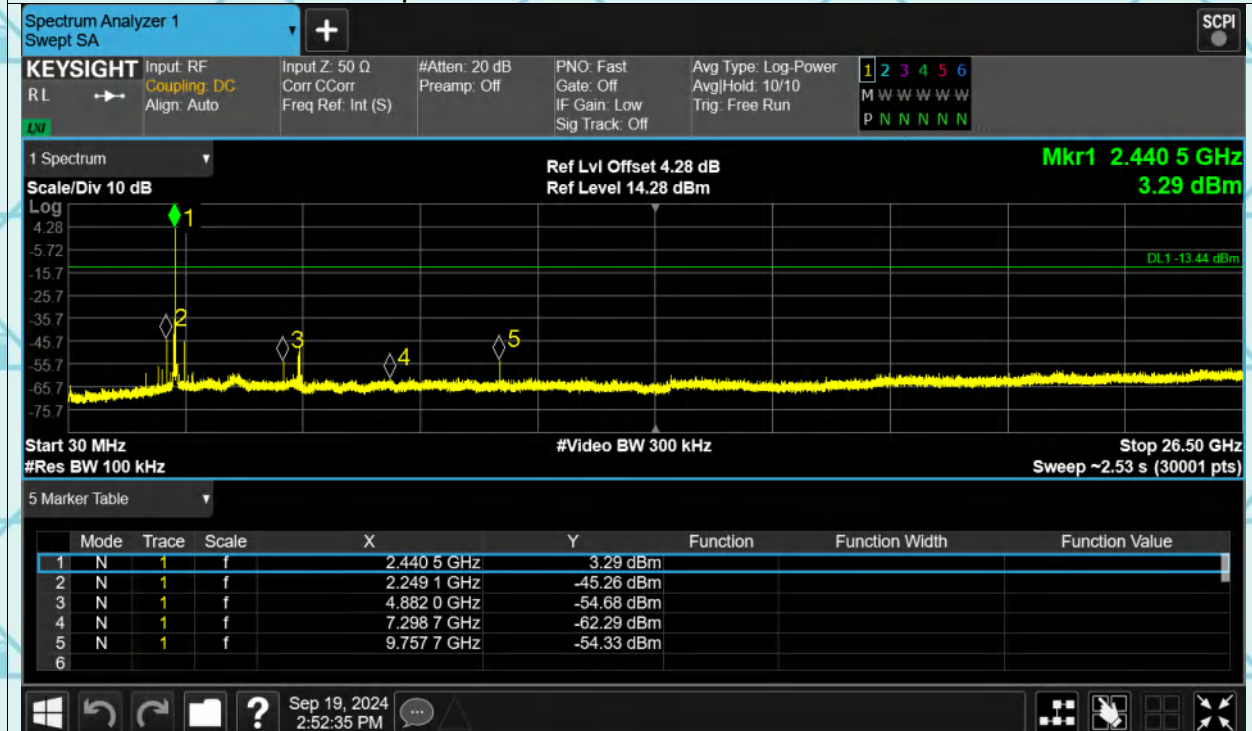 Spectrum Analyzer 1
Swept SA
+
SCPI
KEYSIGHT
RL
LXI
Input: RF
Coupling: DC
Align: Auto
Input Z: 50 Ω
Corr CCorr
Freq Ref: Int (S)
#Atten: 20 dB
Preamp: Off
PNO: Fast
Gate: Off
IF Gain: Low
Sig Track: Off
Avg Type: Log-Power
Avg|Hold: 10/10
Trig: Free Run
1 2 3 4 5 6
M W W W W W
P N N N N N
1 Spectrum
Scale/Div 10 dB
Ref Lvl Offset 4.28 dB
Ref Level 14.28 dBm
Mkr1 2.440 5 GHz
3.29 dBm
Log
4.28
-5.72
-15.7
-25.7
-35.7
-45.7
-55.7
-65.7
-75.7
1
2
3
4
5
DL1 -13.44 dBm
Start 30 MHz
#Res BW 100 kHz
#Video BW 300 kHz
Stop 26.50 GHz
Sweep ~2.53 s (30001 pts)
5 Marker Table
Mode Trace Scale X Y Function Function Width Function Value
1 N 1 f 2.440 5 GHz 3.29 dBm
2 N 1 f 2.249 1 GHz -45.26 dBm
3 N 1 f 4.882 0 GHz -54.68 dBm
4 N 1 f 7.298 7 GHz -62.29 dBm
5 N 1 f 9.757 7 GHz -54.33 dBm
6
?
Sep 19, 2024
2:52:35 PM